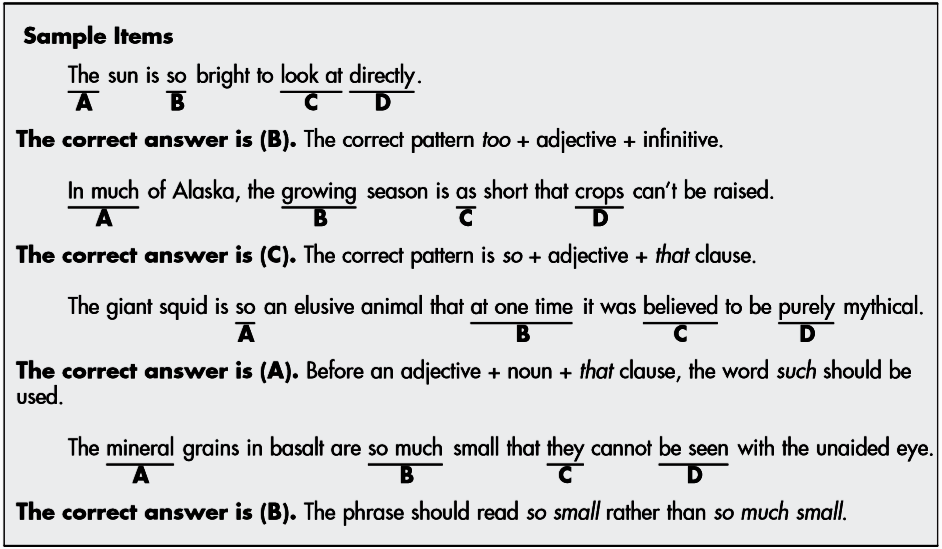 Sample Items
The sun is so bright to look at directly.
A B C D
The correct answer is (B). The correct pattern too + adjective + infinitive.
In much of Alaska, the growing season is as short that crops can't be raised.
A B C D
The correct answer is (C). The correct pattern is so + adjective + that clause.
The giant squid is so an elusive animal that at one time it was believed to be purely mythical.
A B C D
The correct answer is (A). Before an adjective + noun + that clause, the word such should be
used.
The mineral grains in basalt are so much small that they cannot be seen with the unaided eye.
A B C D
The correct answer is (B). The phrase should read so small rather than so much small.